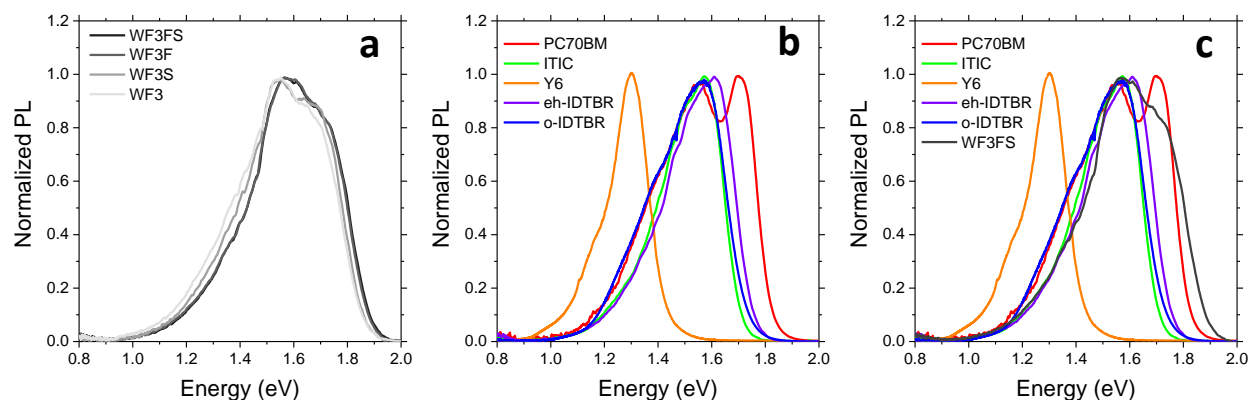 a
WF3FS
WF3F
WF3S
WF3
Normalized PL
1.2
1.0
0.8
0.6
0.4
0.2
0.0
0.8 1.0 1.2 1.4 1.6 1.8 2.0
Energy (eV)
b
PC70BM
ITIC
Y6
eh-IDTBR
o-IDTBR
Normalized PL
1.2
1.0
0.8
0.6
0.4
0.2
0.0
0.8 1.0 1.2 1.4 1.6 1.8 2.0
Energy (eV)
c
PC70BM
ITIC
Y6
eh-IDTBR
o-IDTBR
WF3FS
Normalized PL
1.2
1.0
0.8
0.6
0.4
0.2
0.0
0.8 1.0 1.2 1.4 1.6 1.8 2.0
Energy (eV)